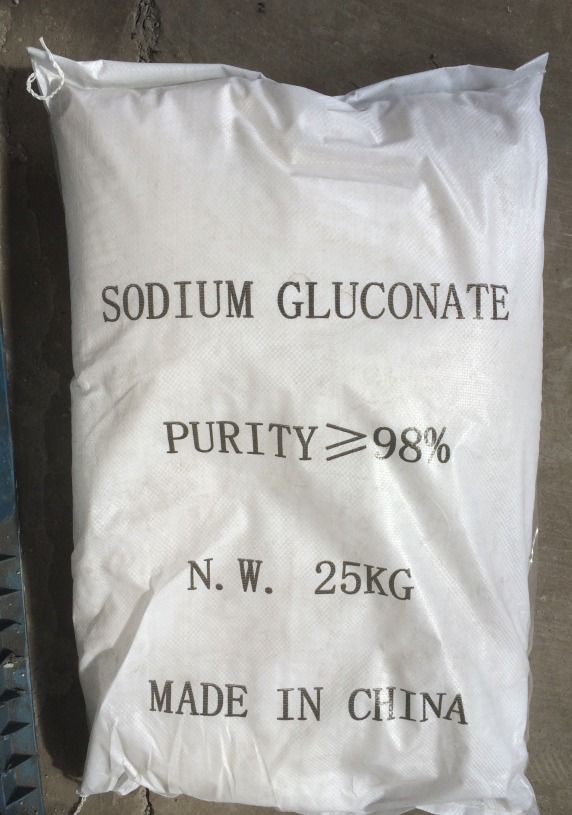 SODIUM GLUCONATE
PURITY≥98%
N.W. 25KG
MADE IN CHINA